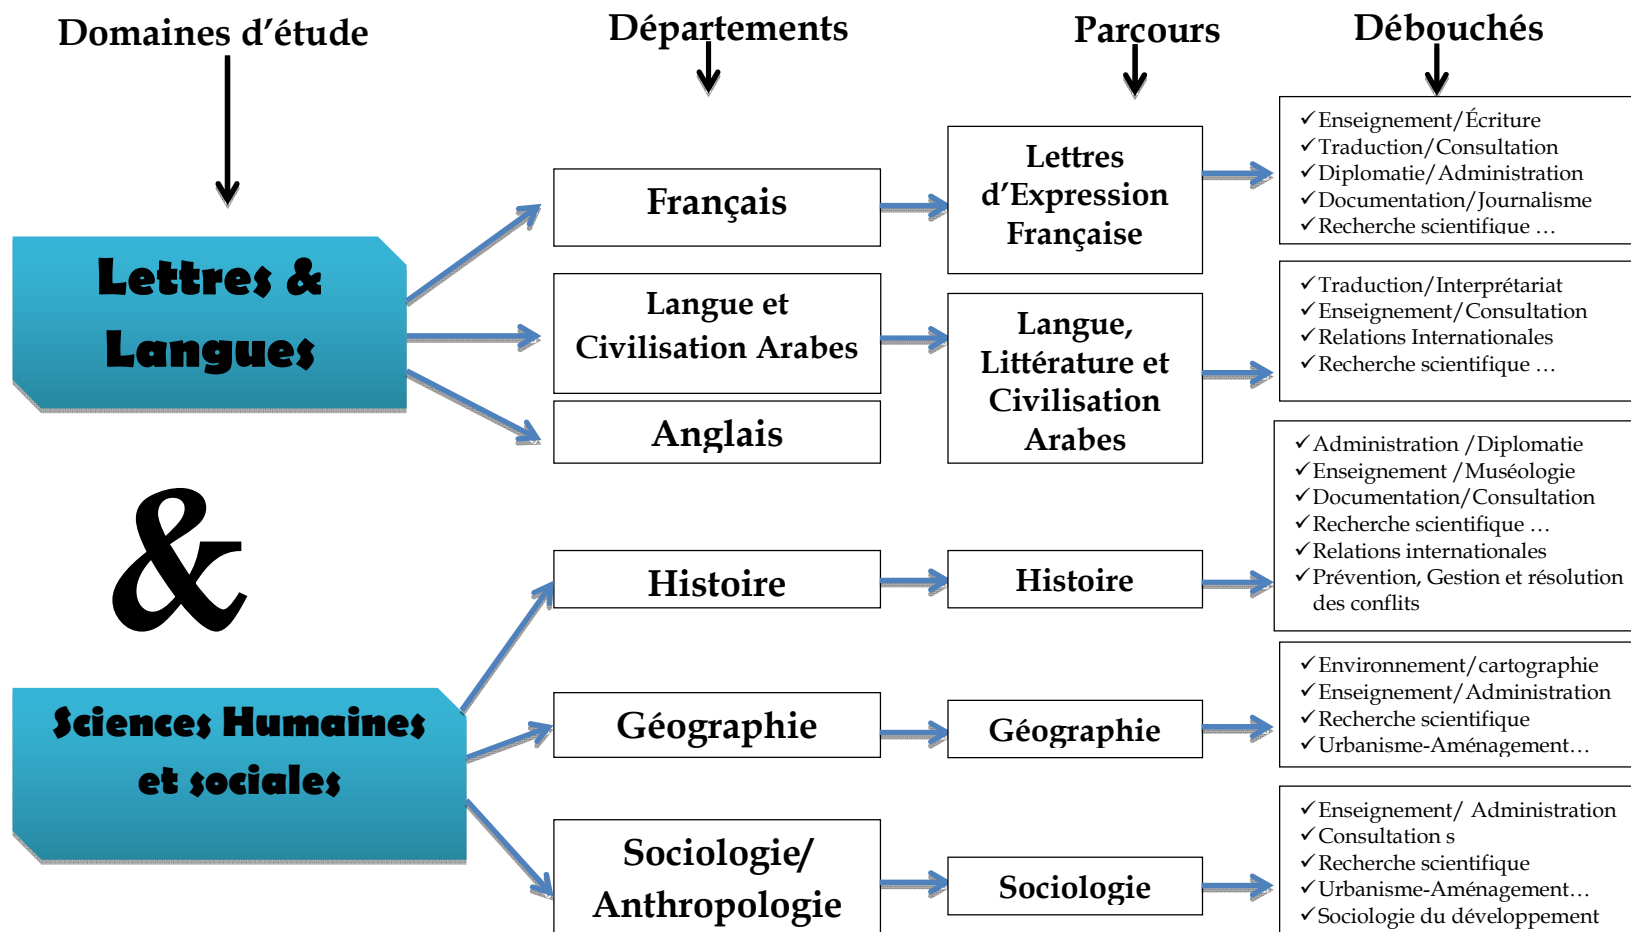 Domaines d’étude
Départements
Parcours
Débouchés
Lettres &
Langues
Français
Lettres
d’Expression
Française
✓Enseignement/Écriture
✓Traduction/Consultation
✓Diplomatie/Administration
✓Documentation/Journalisme
✓Recherche scientifique …
Langue et
Civilisation Arabes
Langue,
Littérature et
Civilisation
Arabes
✓Traduction/Interprétariat
✓Enseignement/Consultation
✓Relations Internationales
✓Recherche scientifique …
Anglais
&
Sciences Humaines
et sociales
Histoire
Histoire
✓Administration /Diplomatie
✓Enseignement /Muséologie
✓Documentation/Consultation
✓Recherche scientifique …
✓Relations internationales
✓Prévention, Gestion et résolution
des conflits
Géographie
Géographie
✓Environnement/cartographie
✓Enseignement/Administration
✓Recherche scientifique
✓Urbanisme-Aménagement…
Sociologie/
Anthropologie
Sociologie
✓Enseignement/ Administration
✓Consultation s
✓Recherche scientifique
✓Urbanisme-Aménagement…
✓Sociologie du développement